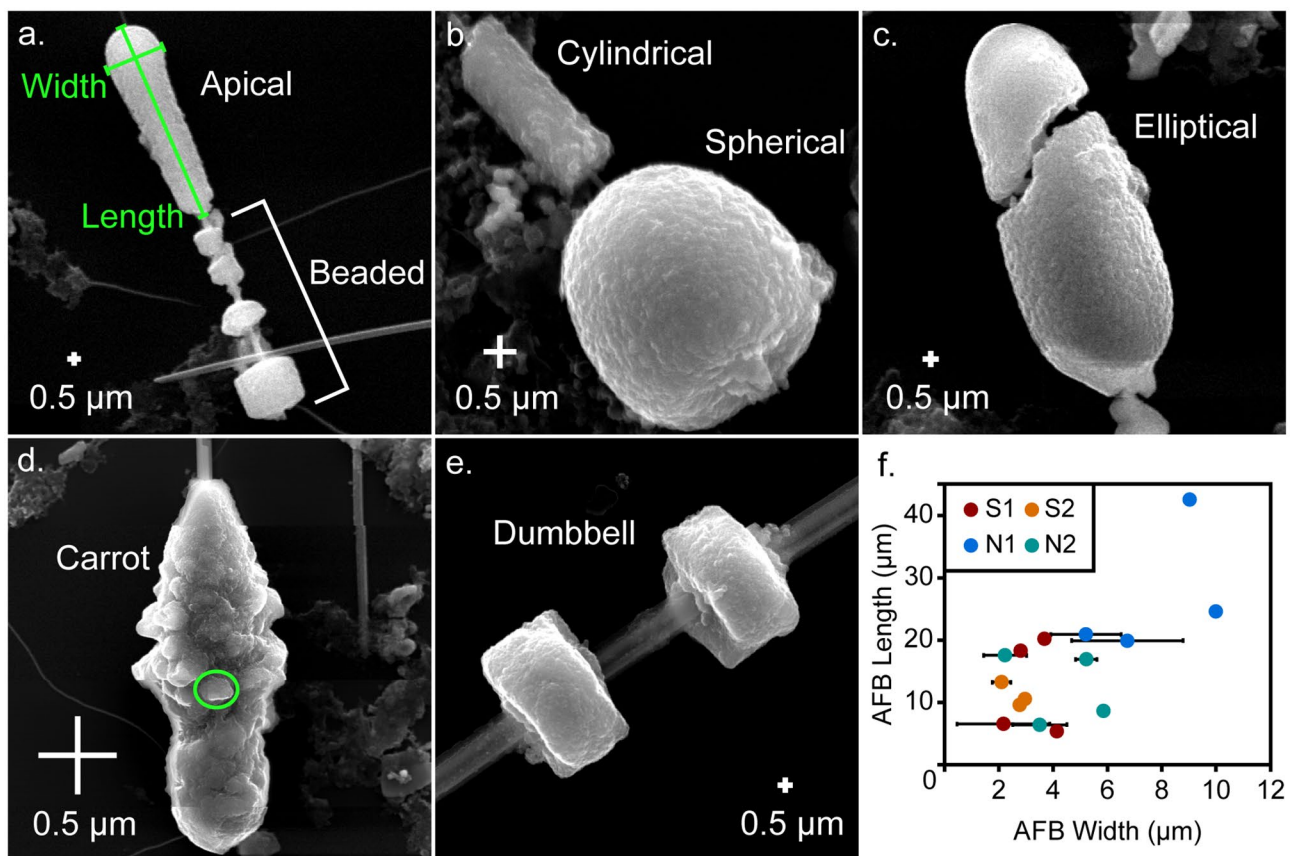 a.
Width
Apical
Length
Beaded
0.5 µm
b.
Cylindrical
Spherical
0.5 µm
c.
Elliptical
0.5 µm
d.
Carrot
0.5 µm
e.
Dumbbell
0.5 µm
f.
S1 S2
N1 N2
AFB Length (µm)
40
30
20
10
0
2 4 6 8 10 12
AFB Width (µm)